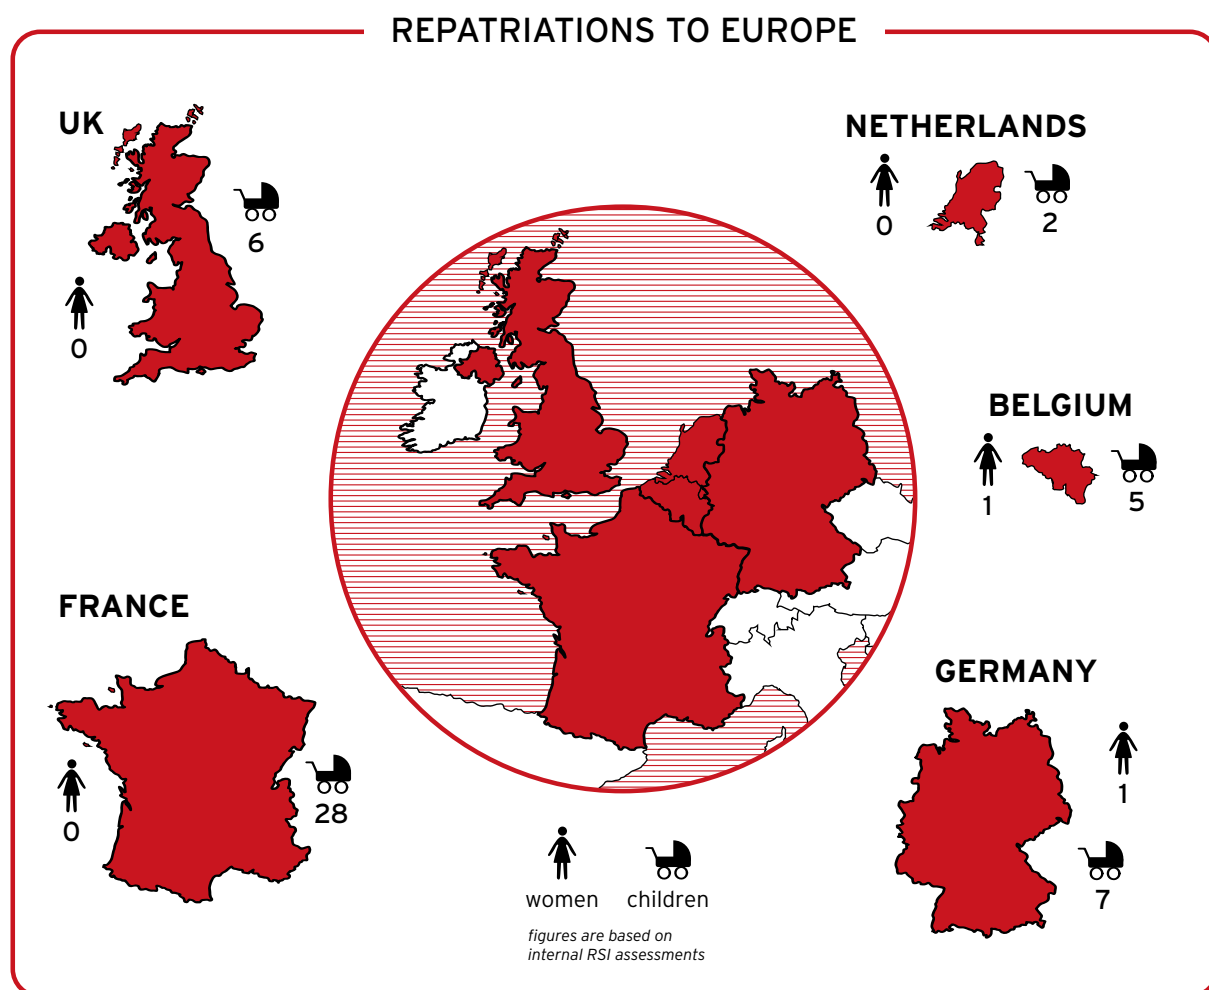 REPATRIATIONS TO EUROPE
UK
6
0
NETHERLANDS
0
2
BELGIUM
1
5
FRANCE
0
28
GERMANY
1
7
women children
figures are based on
internal RSI assessments